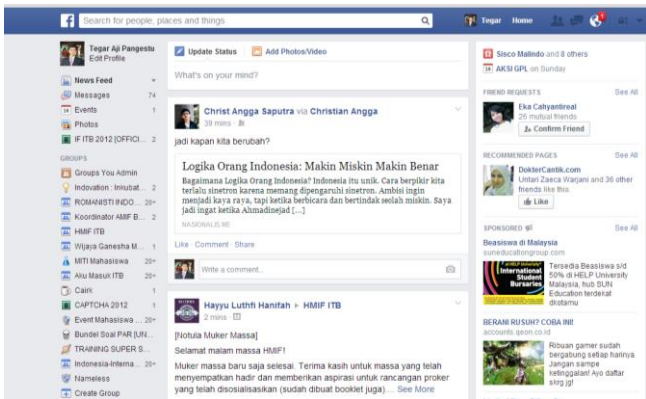 f
Search for people, places and things
Tegar
Home
Tegar Aji Pangestu
Edit Profile
News Feed
Messages 74
Events 1
Photos
IF ITB 2012 [OFFICI... 2
GROUPS
Groups You Admin
Indovation : Inkubat... 2
ROMANISTI INDO... 20+
Koordinator AMIF B... 2
HMIF ITB
Wijaya Ganesha M... 1
MITI Mahasiswa 20+
Aku Masuk ITB 20+
CaKi 1
CAPTCHA 2012 1
Event Mahasiswa ... 20+
Bundel Soal PAR [UN...
TRAINING SUPER S...
Indonesia-Interna... 20+
Nameless
Create Group
Update Status
Add Photos/Video
What's on your mind?
Christ Angga Saputra via Christian Angga
39 mins
jadi kapan kita berubah?
Logika Orang Indonesia: Makin Miskin Makin Benar
Bagaimana Logika Orang Indonesia? Indonesia itu unik. Cara berpikir kita
terlalu sinetron karena memang dipengaruhi sinetron. Ambisi ingin
menjadi kaya raya, tapi ketika berbicara dan bertindak seolah miskin. Saya
jadi ingat ketika Ahmadinejad [...]
NASIONALIS.ME
Like · Comment · Share
Write a comment...
Hayyu Luthfi Hanifah ▸ HMIF ITB
2 mins
[Notula Muker Massa]
Selamat malam massa HMIF!
Muker massa baru saja selesai. Terima kasih untuk massa yang telah
menyempatkan hadir dan memberikan aspirasi untuk rancangan proker
yang telah disosialisasikan (sudah dibuat booklet juga).... See More
Sisco Malindo and 8 others
AKSI GPL on Sunday
FRIEND REQUESTS See All
Eka Cahyantireal
26 mutual friends
Confirm Friend
RECOMMENDED PAGES See All
DokterCantik.com
Untari Zaeca Warjani and 36 other
friends like this.
Like
SPONSORED See All
Beasiswa di Malaysia
suneducationgroup.com
International
Student
Bursaries
Tersedia Beasiswa s/d
50% di HELP University
Malaysia, hub SUN
Education terdekat
dikotamu
BERANI RUSUH? COBA INI!
accounts.qeon.co.id
Ribuan gamer sudah
bergabung setiap harinya.
Jangan sampe
ketinggalan! Ayo daftar
skrg jg!